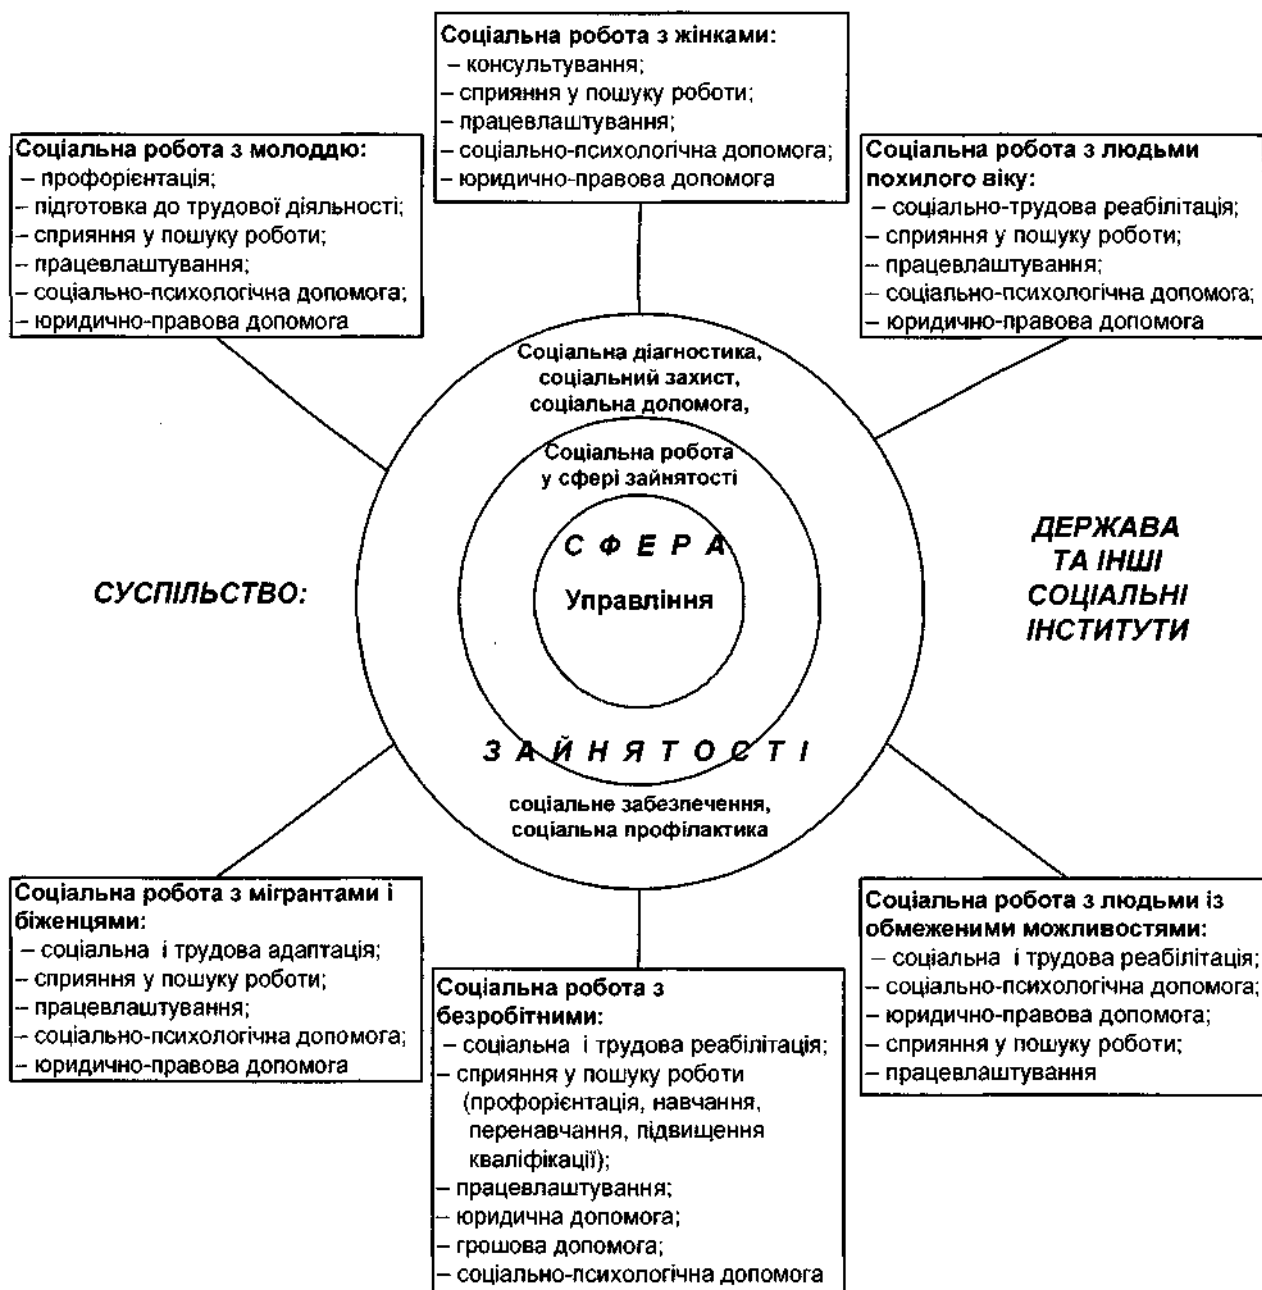 Соціальна робота з жінками:
– консультування;
– сприяння у пошуку роботи;
– працевлаштування;
– соціально-психологічна допомога;
– юридично-правова допомога
Соціальна робота з молоддю:
– профорієнтація;
– підготовка до трудової діяльності;
– сприяння у пошуку роботи;
– працевлаштування;
– соціально-психологічна допомога;
– юридично-правова допомога
Соціальна робота з людьми
похилого віку:
– соціально-трудова реабілітація;
– сприяння у пошуку роботи;
– працевлаштування;
– соціально-психологічна допомога;
– юридично-правова допомога
Соціальна діагностика,
соціальний захист,
соціальна допомога,
Соціальна робота
у сфері зайнятості
СФЕРА
Управління
ЗАЙНЯТОСТІ
соціальне забезпечення,
соціальна профілактика
СУСПІЛЬСТВО:
ДЕРЖАВА
ТА ІНШІ
СОЦІАЛЬНІ
ІНСТИТУТИ
Соціальна робота з мігрантами і
біженцями:
– соціальна і трудова адаптація;
– сприяння у пошуку роботи;
– працевлаштування;
– соціально-психологічна допомога;
– юридично-правова допомога
Соціальна робота з
безробітними:
– соціальна і трудова реабілітація;
– сприяння у пошуку роботи
(профорієнтація, навчання,
перенавчання, підвищення
кваліфікації);
– працевлаштування;
– юридична допомога;
– грошова допомога;
– соціально-психологічна допомога
Соціальна робота з людьми із
обмеженими можливостями:
– соціальна і трудова реабілітація;
– соціально-психологічна допомога;
– юридично-правова допомога;
– сприяння у пошуку роботи;
– працевлаштування